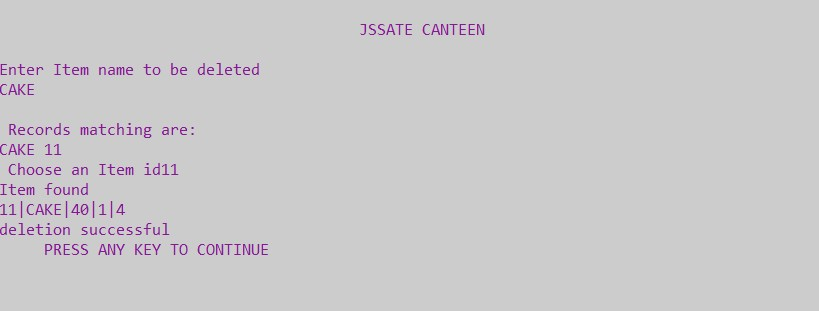 JSSATE CANTEEN
Enter Item name to be deleted
CAKE
Records matching are:
CAKE 11
Choose an Item id11
Item found
11|CAKE|40|1|4
deletion successful
PRESS ANY KEY TO CONTINUE